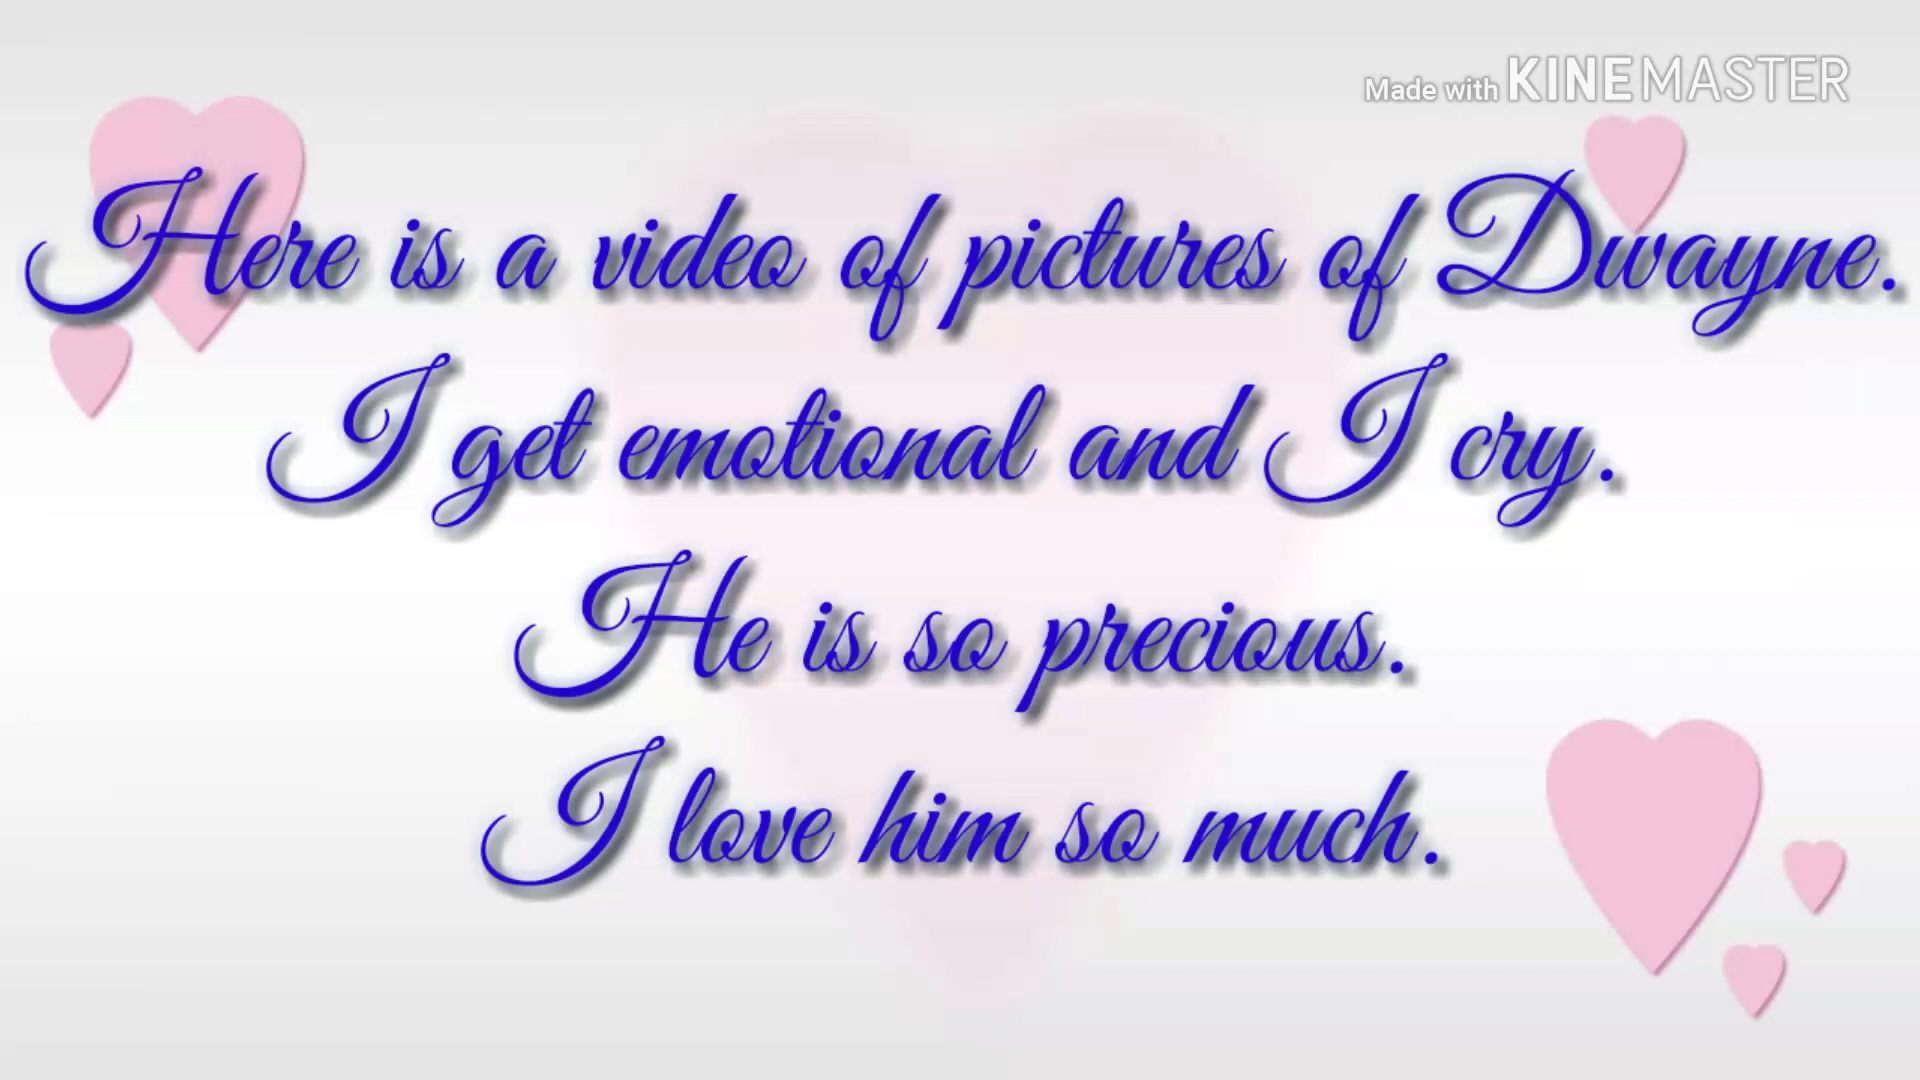 Made with KINEMASTER
Here is a video of pictures of Dwayne.
I get emotional and I cry.
He is so precious.
I love him so much.